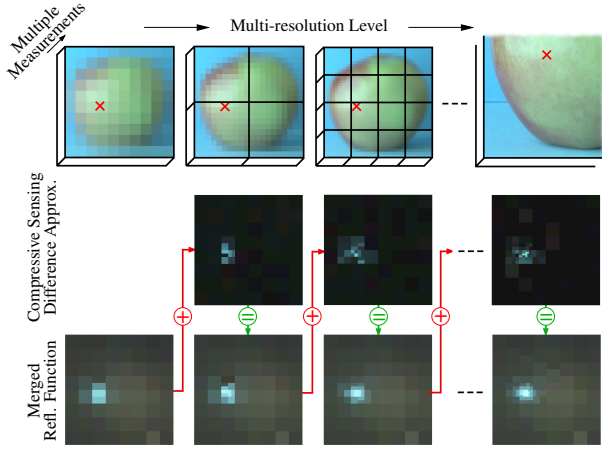 Multiple
Measurements
Multi-resolution Level
Compressive Sensing
Difference Approx.
Merged
Refl. Function